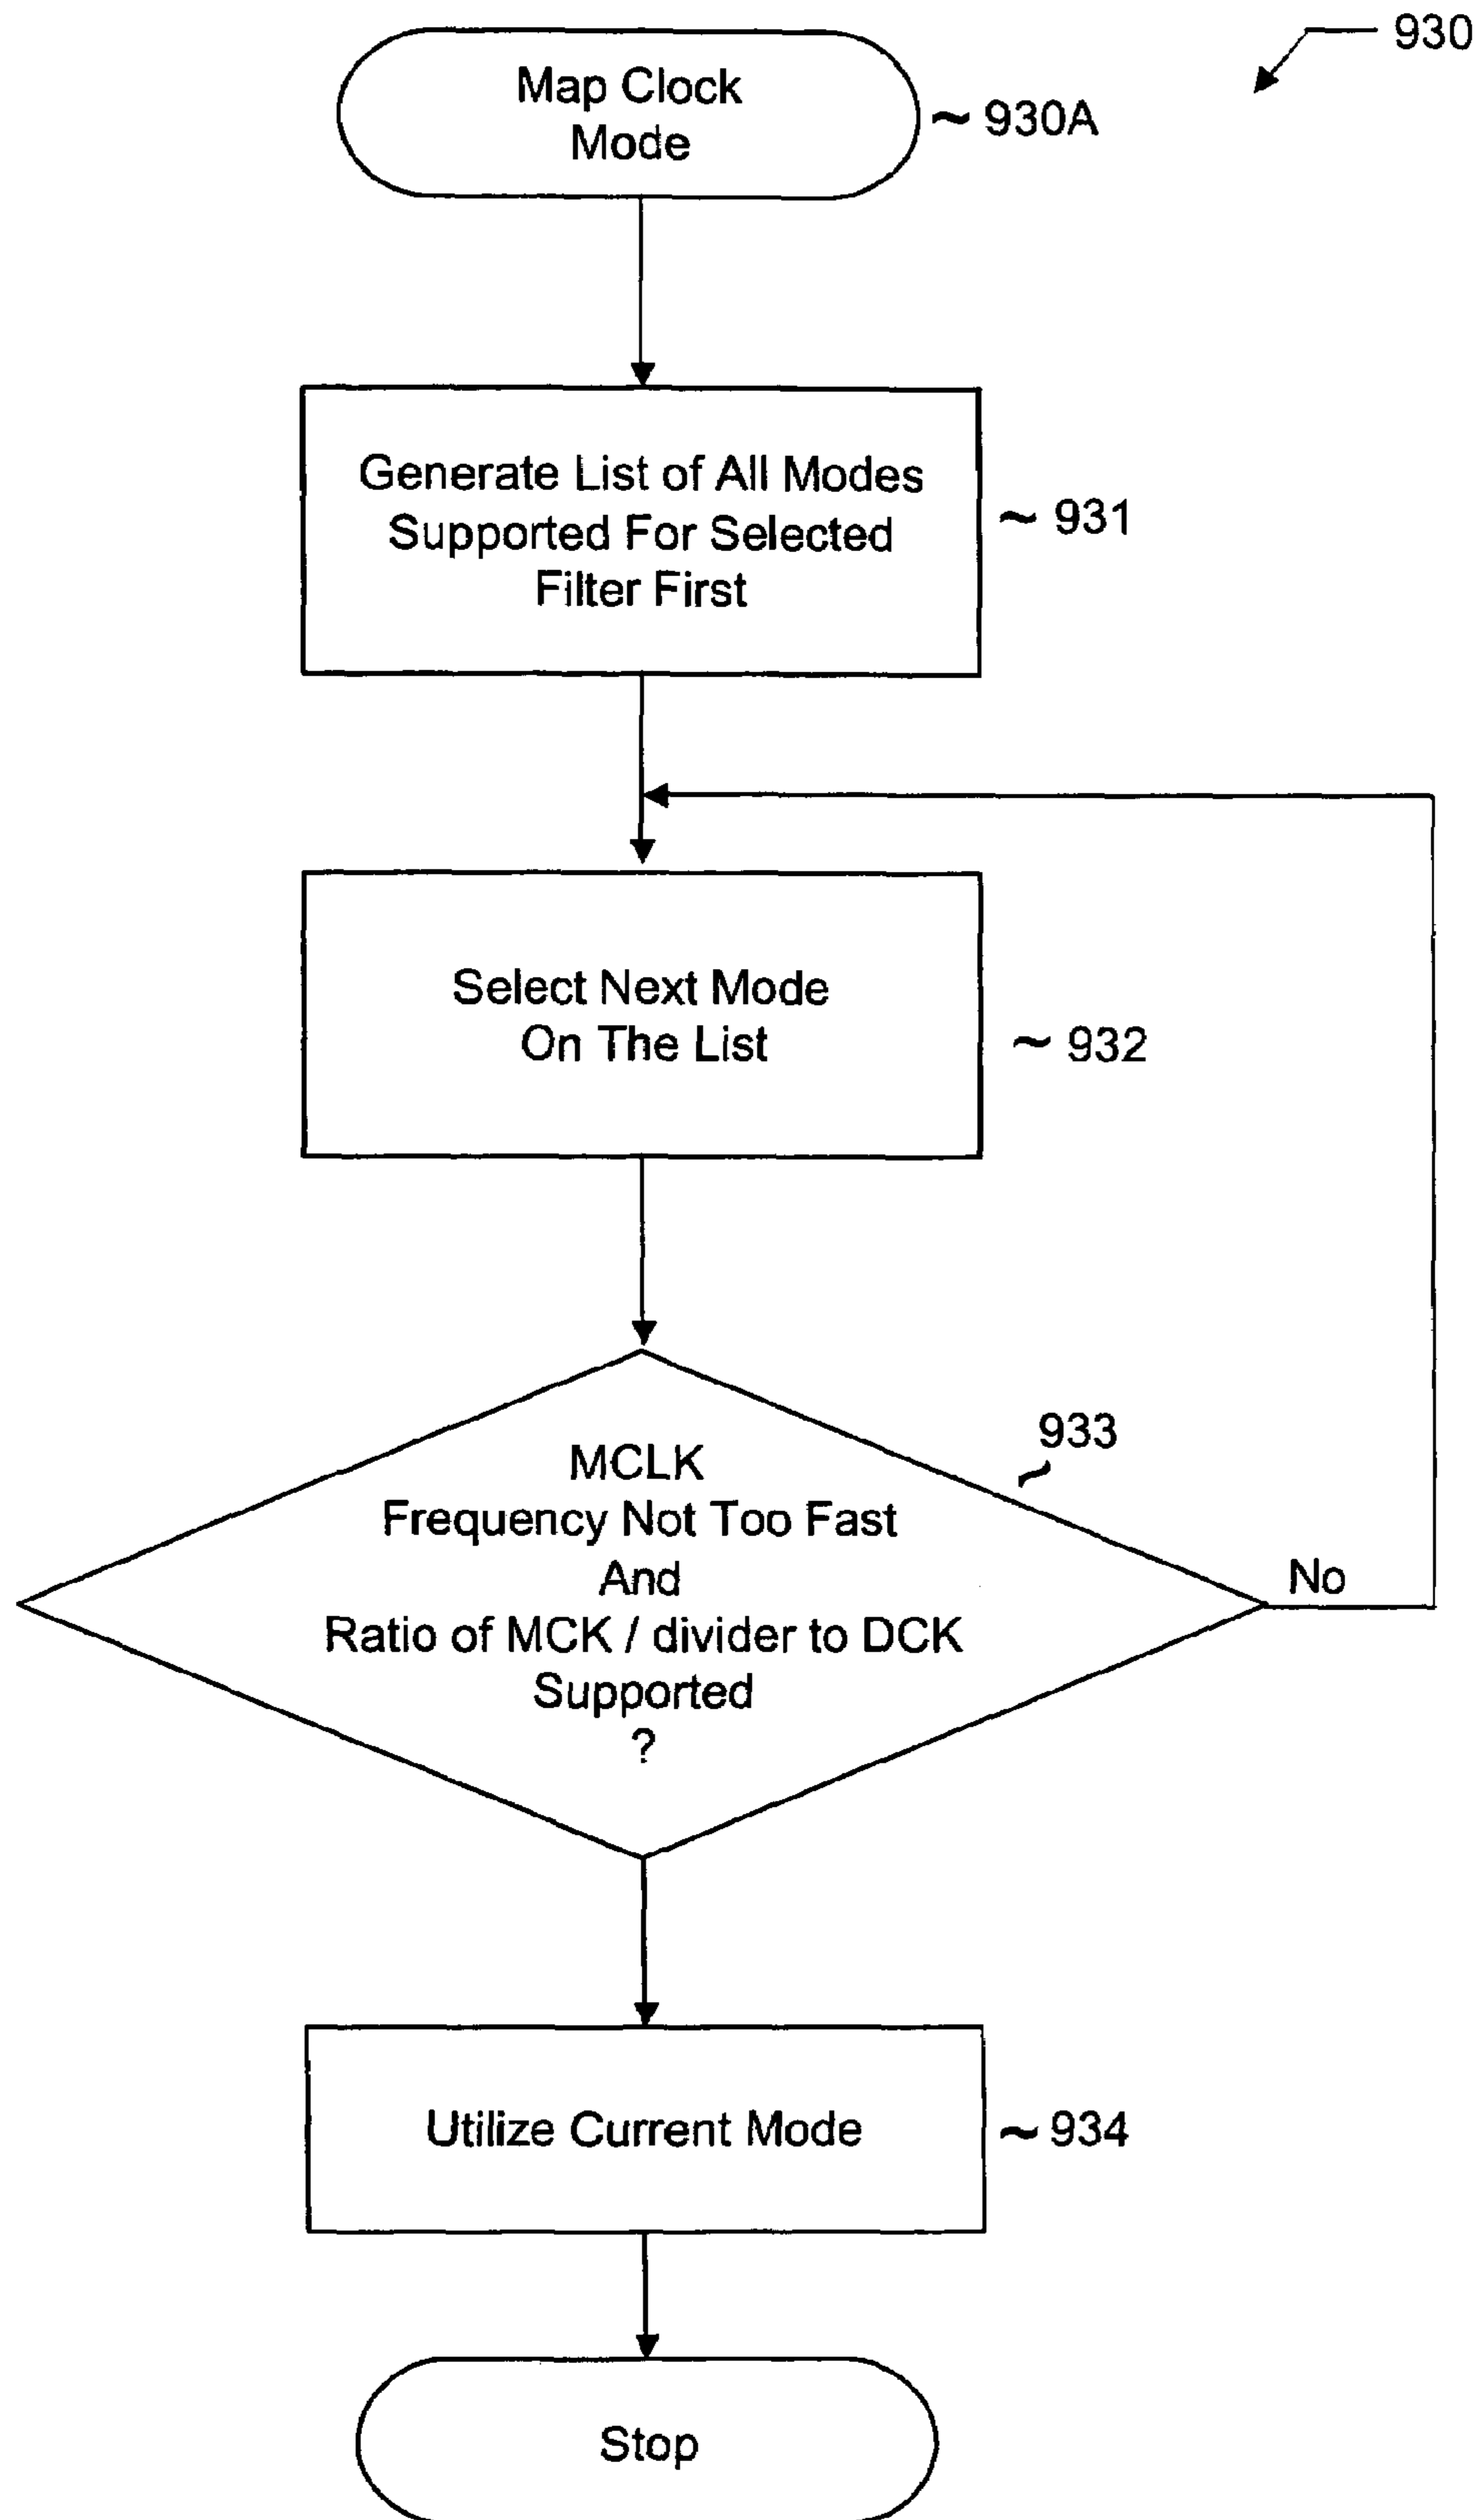 930
Map Clock
Mode
~ 930A
Generate List of All Modes
Supported For Selected
Filter First
~ 931
Select Next Mode
On The List
~ 932
933
~
MCLK
Frequency Not Too Fast
And
Ratio of MCK / divider to DCK
Supported
?
No
Utilize Current Mode
~ 934
Stop